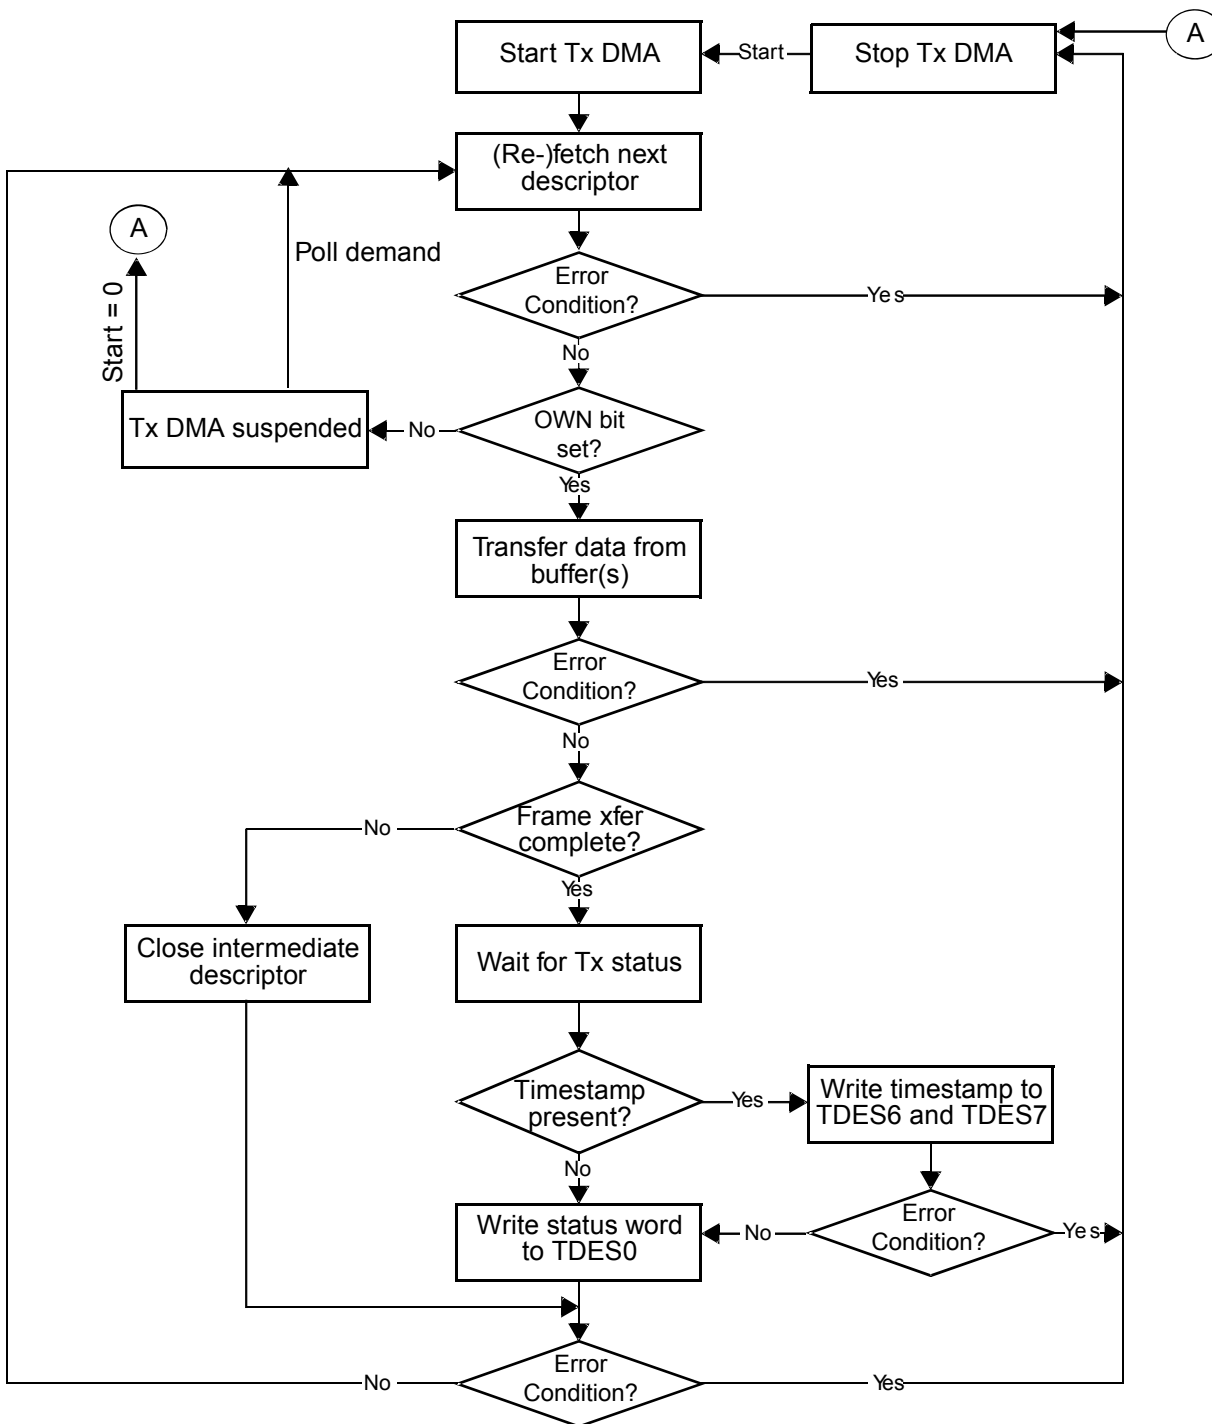 Start Tx DMA
Start
Stop Tx DMA
A
(Re-)fetch next
descriptor
A
Poll demand
Start = 0
Error
Condition?
Yes
No
Tx DMA suspended
No
OWN bit
set?
Yes
Transfer data from
buffer(s)
Error
Condition?
Yes
No
Frame xfer
complete?
No
Yes
Close intermediate
descriptor
Wait for Tx status
Timestamp
present?
Yes
Write timestamp to
TDES6 and TDES7
No
Write status word
to TDES0
No
Error
Condition?
Yes
No
Error
Condition?
Yes